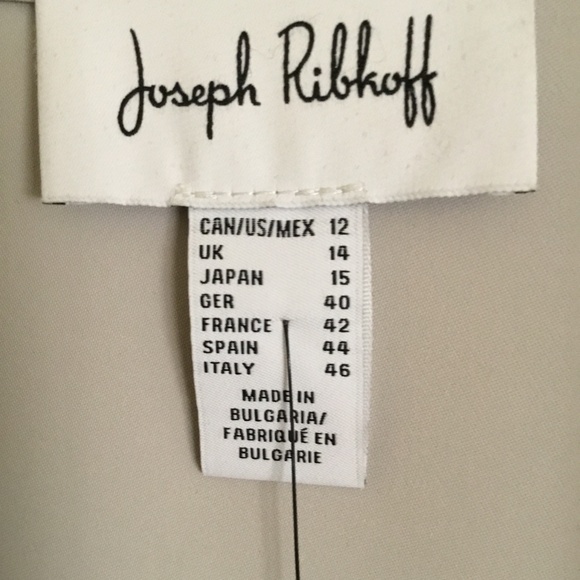 Joseph Ribkoff
CAN/US/MEX 12
UK 14
JAPAN 15
GER 40
FRANCE 42
SPAIN 44
ITALY 46
MADE IN
BULGARIA/
FABRIQUÉ EN
BULGARIE